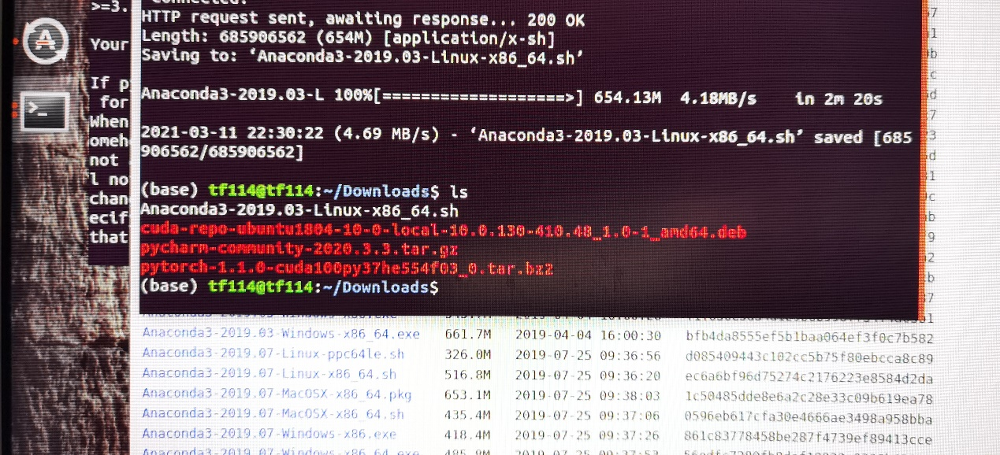 >=3.
Your
If p
for
When
omeh
not
l no
chan
ecif
that
HTTP request sent, awaiting response... 200 OK
Length: 685906562 (654M) [application/x-sh]
Saving to: ‘Anaconda3-2019.03-Linux-x86_64.sh’
Anaconda3-2019.03-L 100%[===================>] 654.13M 4.18MB/s in 2m 20s
2021-03-11 22:30:22 (4.69 MB/s) - ‘Anaconda3-2019.03-Linux-x86_64.sh’ saved [685
906562/685906562]
(base) tf114@tf114:~/Downloads$ ls
Anaconda3-2019.03-Linux-x86_64.sh
cuda-repo-ubuntu1804-10-0-local-10.0.130-410.48_1.0-1_amd64.deb
pycharm-community-2020.3.3.tar.gz
pytorch-1.1.0-cuda100py37he554f03_0.tar.bz2
(base) tf114@tf114:~/Downloads$
Anaconda3-2019.03-Windows-x86_64.exe 661.7M 2019-04-04 16:00:30 bfb4da8555ef5b1baa064ef3f0c7b582
Anaconda3-2019.07-Linux-ppc64le.sh 326.0M 2019-07-25 09:36:56 d085409443c102cc5b75f80ebcca8c89
Anaconda3-2019.07-Linux-x86_64.sh 516.8M 2019-07-25 09:36:20 ec6a6bf96d75274c2176223e8584d2da
Anaconda3-2019.07-MacOSX-x86_64.pkg 653.1M 2019-07-25 09:38:03 1c50485dde8e6a2c28e33c09b619ea78
Anaconda3-2019.07-MacOSX-x86_64.sh 435.4M 2019-07-25 09:37:06 0596eb617cfa30e4666ae3498a958bba
Anaconda3-2019.07-Windows-x86.exe 418.4M 2019-07-25 09:37:26 861c83778458be287f4739ef89413cce
Anaconda3-2019.07-Windows-x86_64.exe 485.8M 2019-07-25 09:37:53